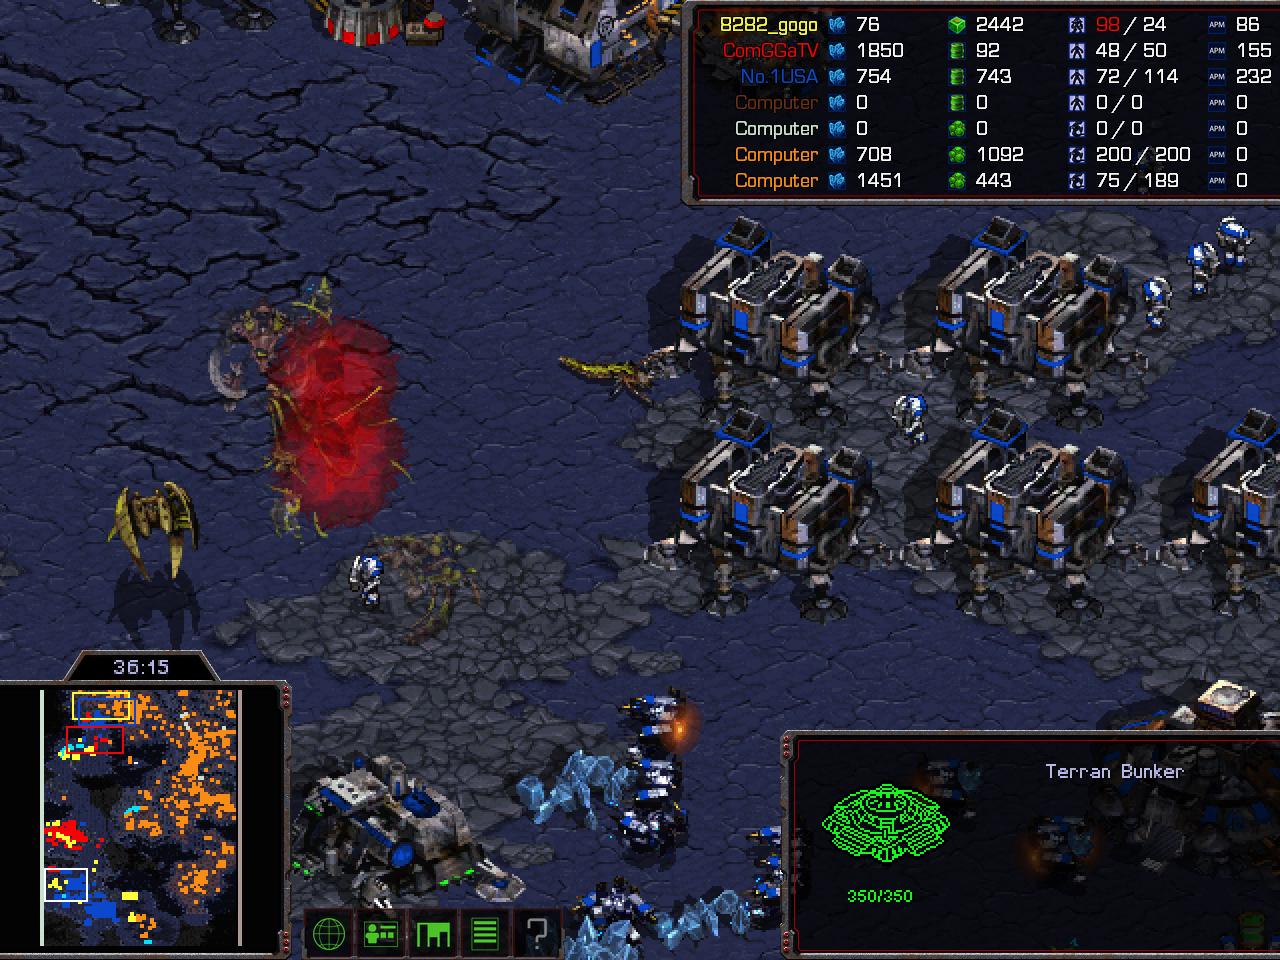 8282_gogo 76 2442 98 / 24 APM 86
ComGGaTV 1850 92 48 / 50 APM 155
No.1USA 754 743 72 / 114 APM 232
Computer 0 0 0 / 0 APM 0
Computer 0 0 0 / 0 APM 0
Computer 708 1092 200 / 200 APM 0
Computer 1451 443 75 / 189 APM 0
36:15
Terran Bunker
350/350
?